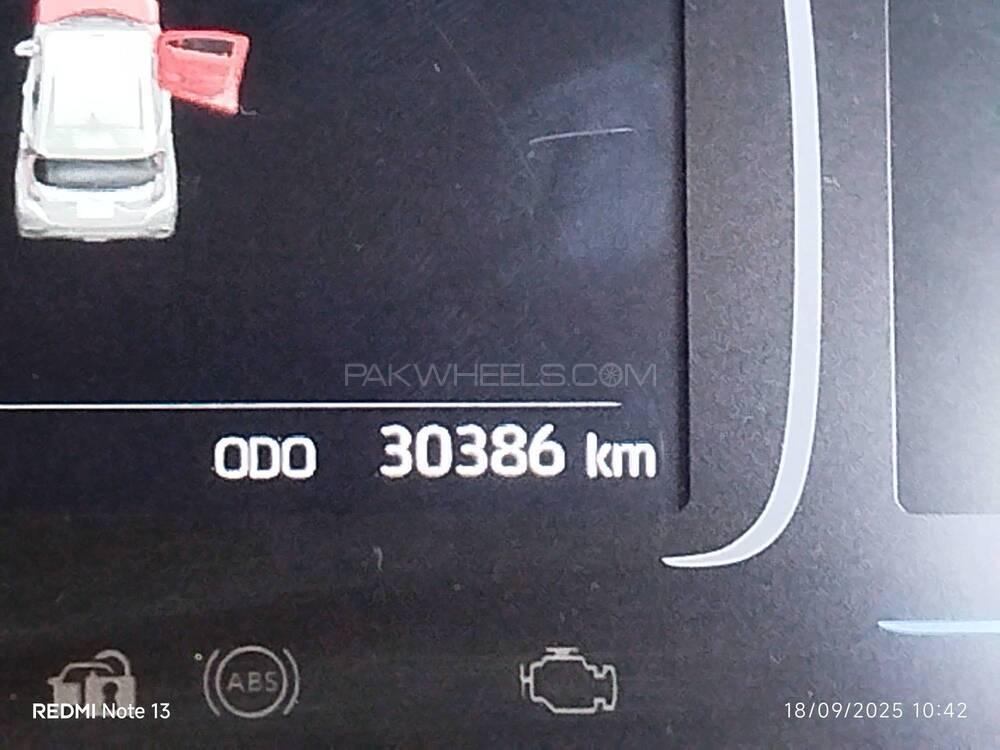 PAKWHEELS.COM
ODO 30386 km
ABS
REDMI Note 13
18/09/2025 10:42